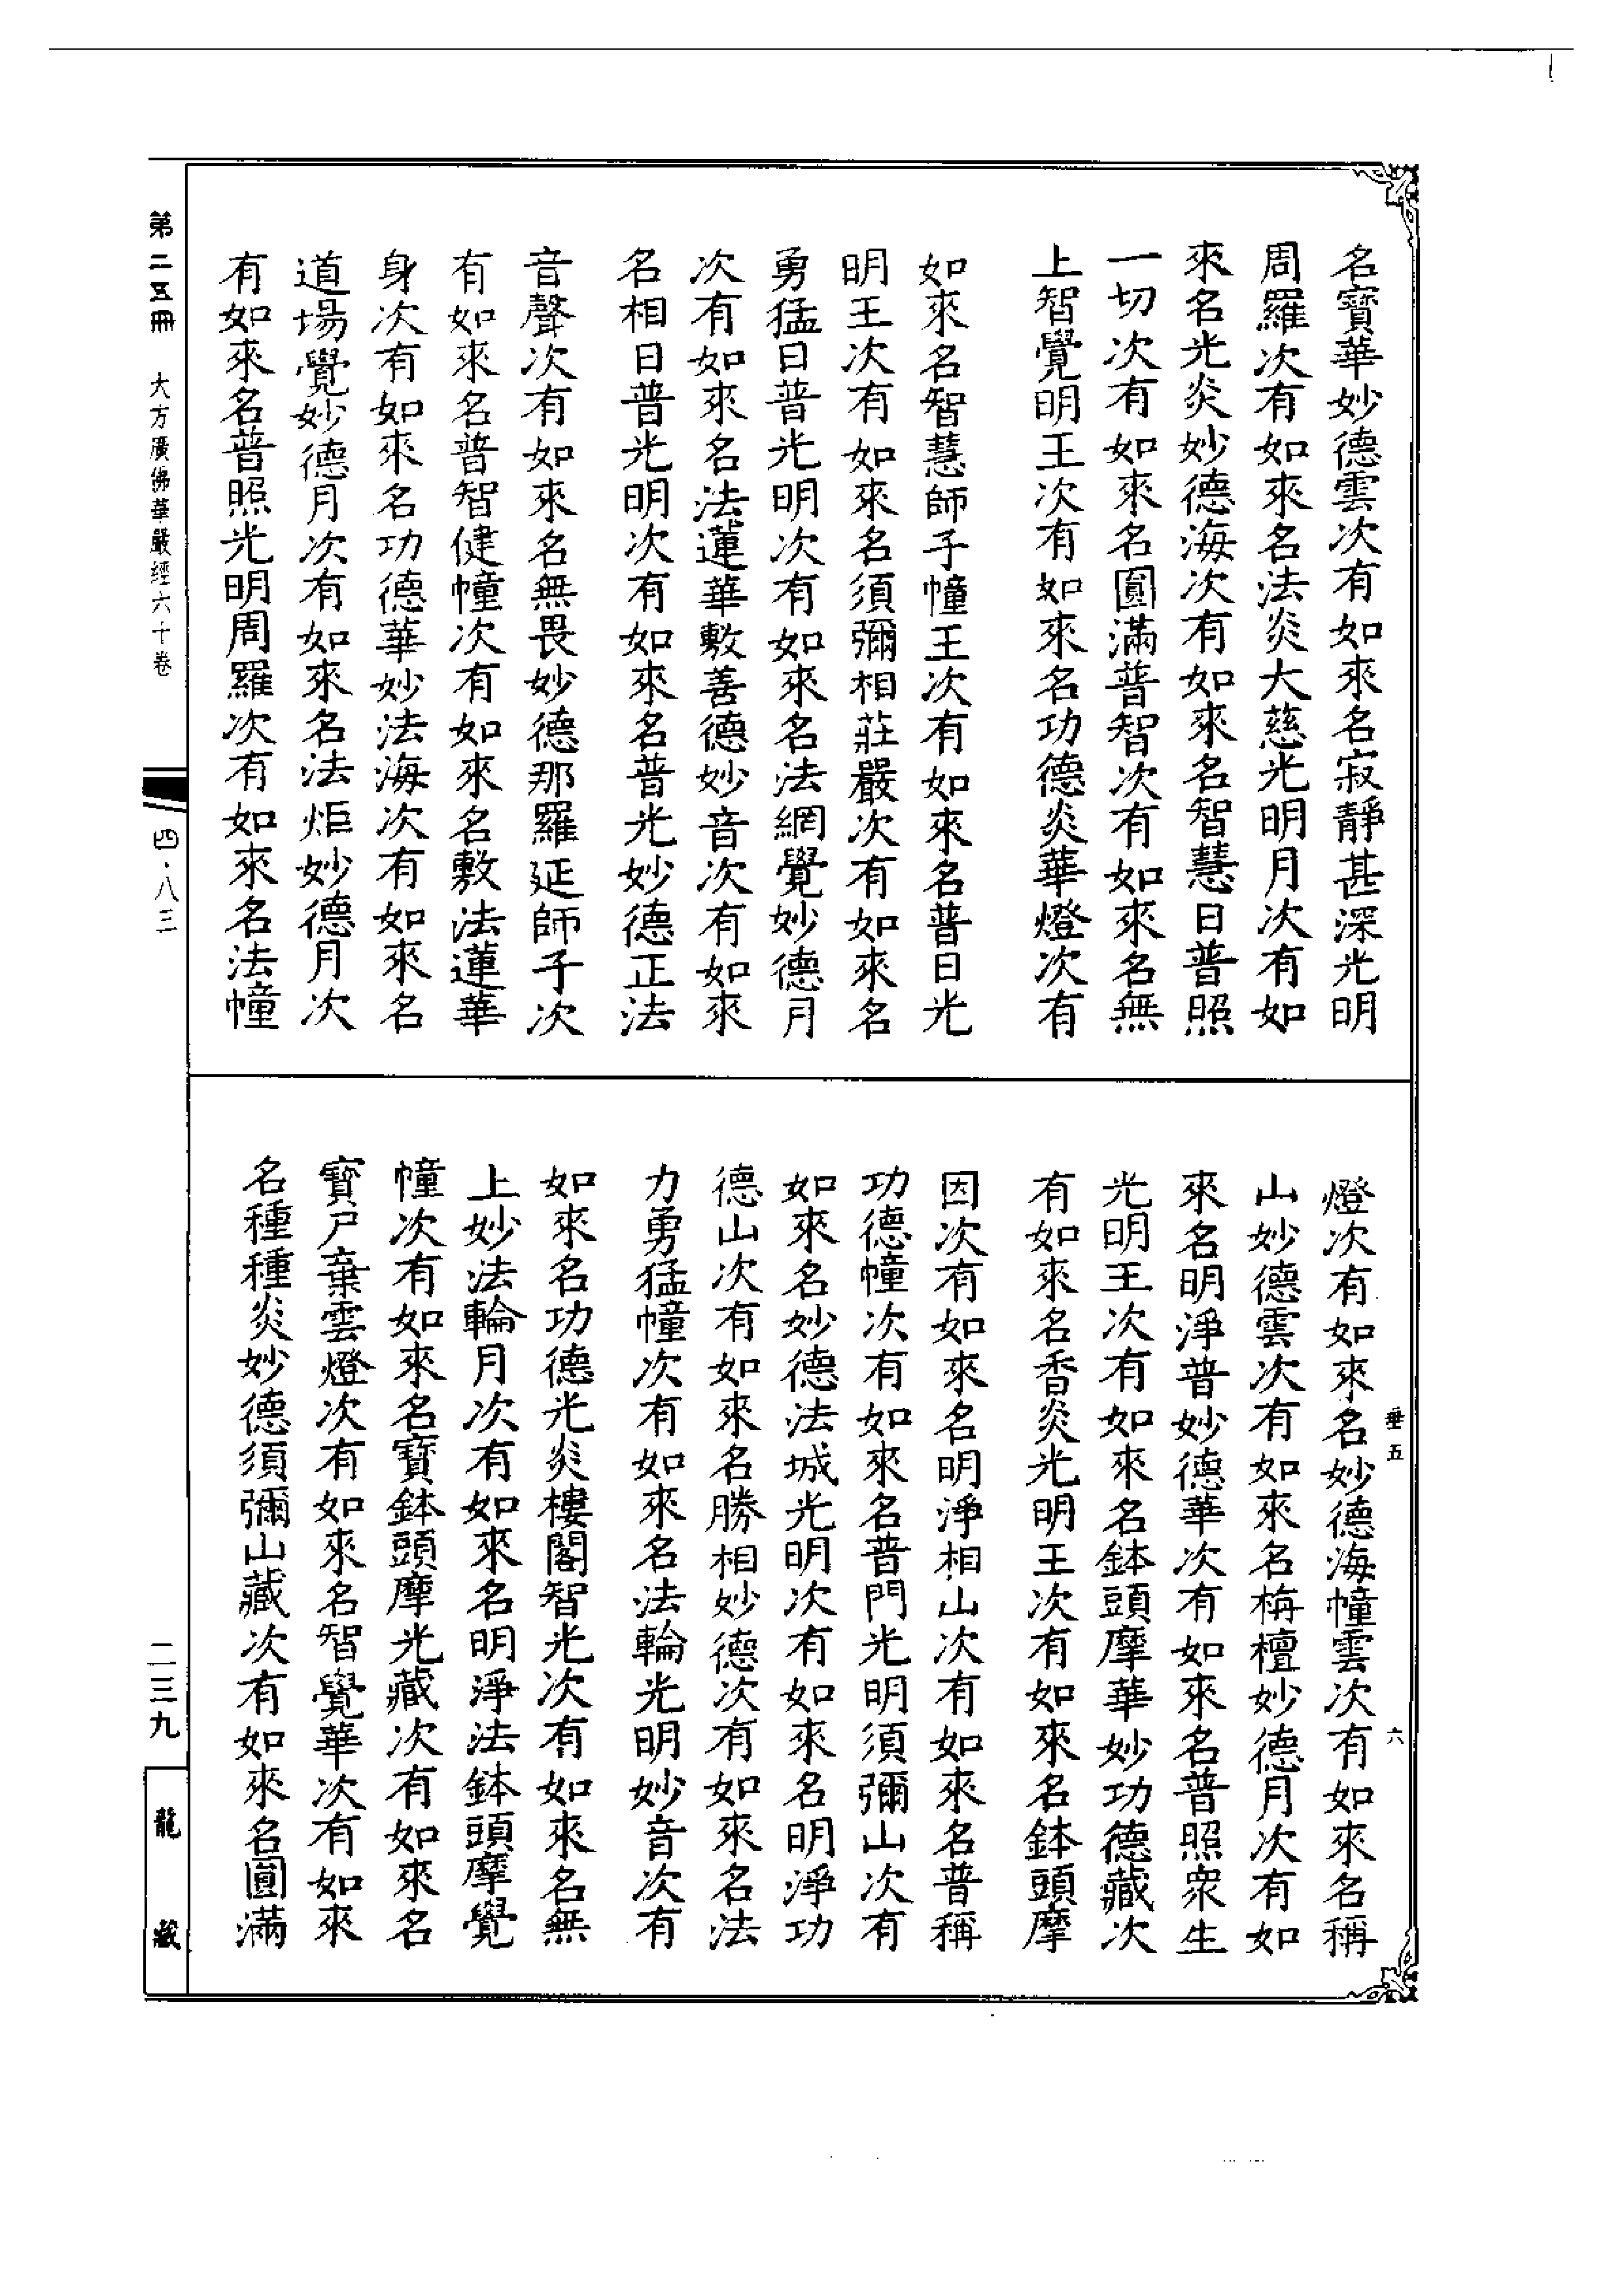 名寶華妙德雲次有如來名寂靜甚深光明
周羅次有如來名法炎大慈光明月次有如
來名光炎妙德海次有如來名智慧日普照
一切次有如來名圓滿普智次有如來名無
上智覺明王次有如來名功德炎華燈次有
如來名智慧師子幢王次有如來名普日光
明王次有如來名須彌相莊嚴次有如來名
勇猛日普光明次有如來名法網覺妙德月
次有如來名法蓮華敷善德妙音次有如來
名相日普光明次有如來名普光妙德正法
音聲次有如來名無畏妙德那羅延師子次
有如來名普智健幢次有如來名敷法蓮華
身次有如來名功德華妙法海次有如來名
道場覺妙德月次有如來名法炬妙德月次
有如來名普照光明周羅次有如來名法幢
燈次有如來名妙德海幢雲次有如來名稱
山妙德雲次有如來名栴檀妙德月次有如
來名明淨普妙德華次有如來名普照眾生
光明王次有如來名鉢頭摩華妙功德藏次
有如來名香炎光明王次有如來名鉢頭摩
因次有如來名明淨相山次有如來名普稱
功德幢次有如來名普門光明須彌山次有
如來名妙德法城光明次有如來名明淨功
德山次有如來名勝相妙德次有如來名法
力勇猛幢次有如來名法輪光明妙音次有
如來名功德光炎樓閣智光次有如來名無
上妙法輪月次有如來名明淨法鉢頭摩覺
幢次有如來名寶鉢頭摩光藏次有如來名
寶尸棄雲燈次有如來名智覺華次有如來
名種種炎妙德須彌山藏次有如來名圓滿
垂五
六
第二五冊
大方廣佛華嚴經六十卷
四·八三
二三九
龍藏